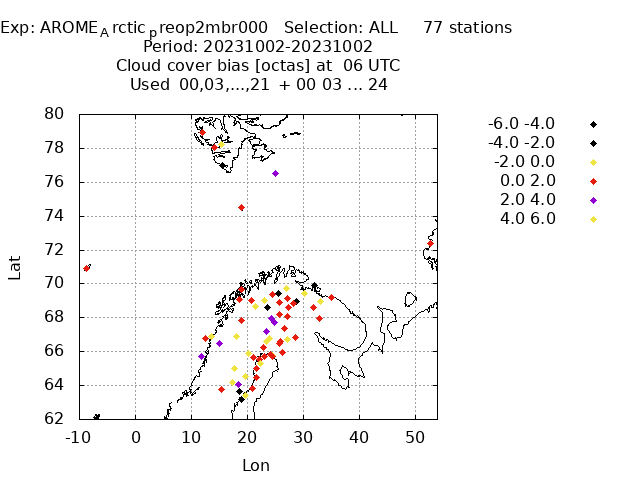 Exp: AROME_Arctic_preop2mbr000   Selection: ALL     77 stations
Period: 20231002-20231002
Cloud cover bias [octas] at  06 UTC
Used  00,03,...,21  + 00 03 ... 24
80
78
76
74
72
70
68
66
64
62
-10 0 10 20 30 40 50
Lat
Lon
-6.0 -4.0
-4.0 -2.0
-2.0 0.0
0.0 2.0
2.0 4.0
4.0 6.0